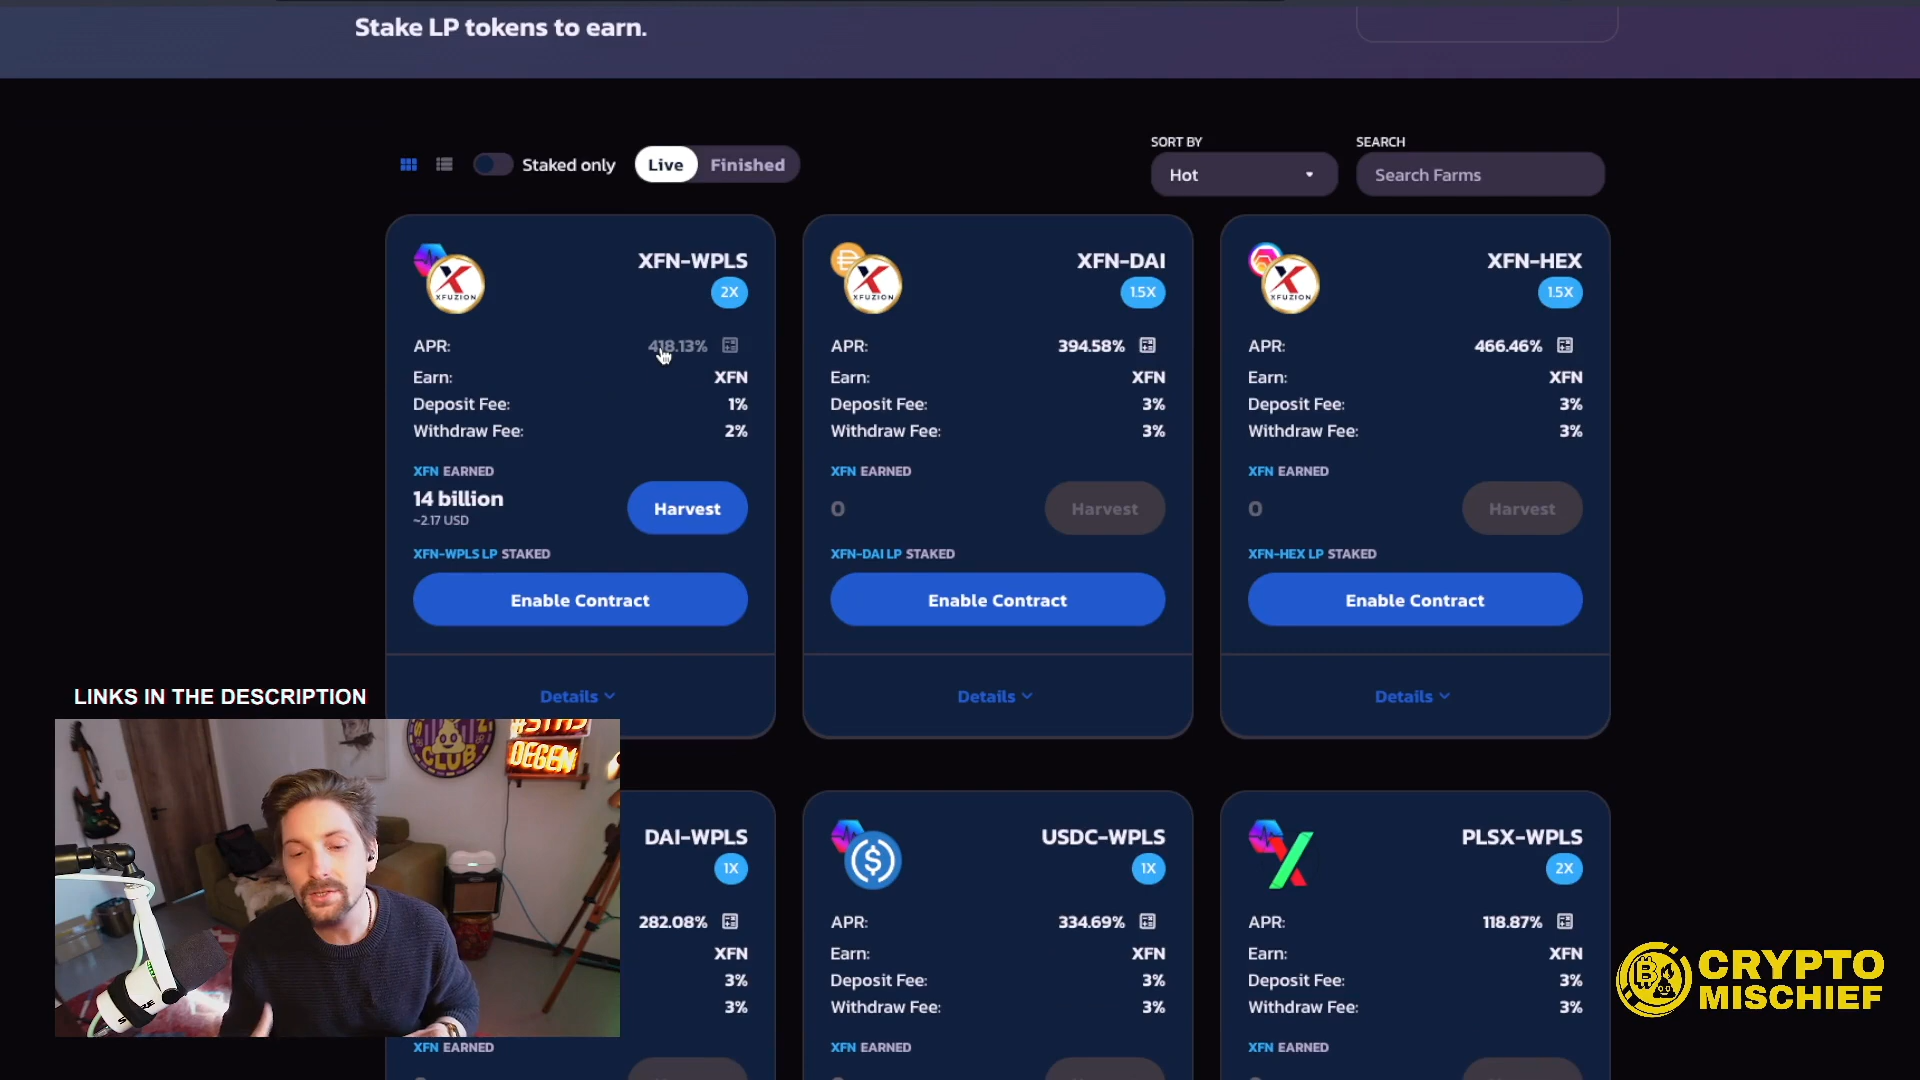 Stake LP tokens to earn.
SORT BY
SEARCH
Staked only
Live
Finished
Hot
Search Farms
XFN-WPLS
2X
XFUZION
APR:
418.13%
Earn:
XFN
Deposit Fee:
1%
Withdraw Fee:
2%
XFN EARNED
14 billion
~2.17 USD
Harvest
XFN-WPLS LP STAKED
Enable Contract
Details
XFN-DAI
1.5X
XFUZION
APR:
394.58%
Earn:
XFN
Deposit Fee:
3%
Withdraw Fee:
3%
XFN EARNED
0
Harvest
XFN-DAI LP STAKED
Enable Contract
Details
XFN-HEX
1.5X
XFUZION
APR:
466.46%
Earn:
XFN
Deposit Fee:
3%
Withdraw Fee:
3%
XFN EARNED
0
Harvest
XFN-HEX LP STAKED
Enable Contract
Details
LINKS IN THE DESCRIPTION
CLUB
DEGEN
DAI-WPLS
1X
282.08%
XFN
3%
3%
XFN EARNED
USDC-WPLS
1X
APR:
334.69%
Earn:
XFN
Deposit Fee:
3%
Withdraw Fee:
3%
XFN EARNED
PLSX-WPLS
2X
APR:
118.87%
Earn:
XFN
Deposit Fee:
3%
Withdraw Fee:
3%
XFN EARNED
CRYPTO
MISCHIEF